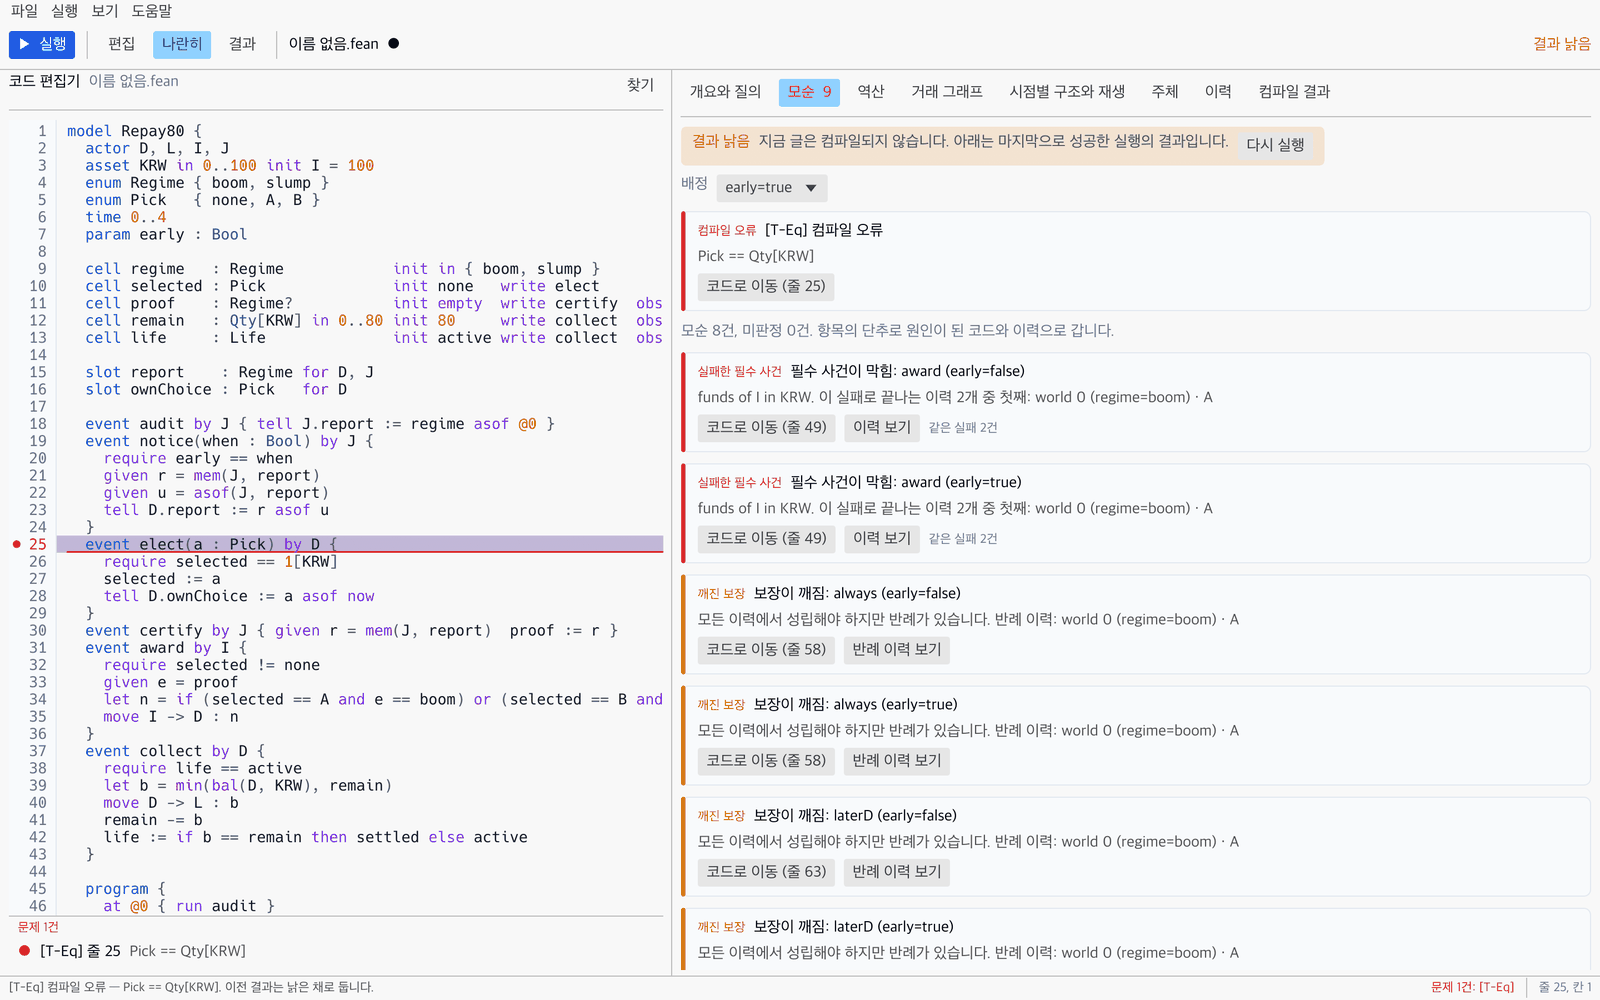 파일 실행 보기 도움말
실행 편집 나란히 결과 이름 없음.fean 결과 낡음
코드 편집기 이름 없음.fean 찾기
1 model Repay80 {
2 actor D, L, I, J
3 asset KRW in 0..100 init I = 100
4 enum Regime { boom, slump }
5 enum Pick { none, A, B }
6 time 0..4
7 param early : Bool
8
9 cell regime : Regime init in { boom, slump }
10 cell selected : Pick init none write elect
11 cell proof : Regime? init empty write certify obs
12 cell remain : Qty[KRW] in 0..80 init 80 write collect obs
13 cell life : Life init active write collect obs
14
15 slot report : Regime for D, J
16 slot ownChoice : Pick for D
17
18 event audit by J { tell J.report := regime asof @0 }
19 event notice(when : Bool) by J {
20 require early == when
21 given r = mem(J, report)
22 given u = asof(J, report)
23 tell D.report := r asof u
24 }
25 event elect(a : Pick) by D {
26 require selected == 1[KRW]
27 selected := a
28 tell D.ownChoice := a asof now
29 }
30 event certify by J { given r = mem(J, report) proof := r }
31 event award by I {
32 require selected != none
33 given e = proof
34 let n = if (selected == A and e == boom) or (selected == B and
35 move I -> D : n
36 }
37 event collect by D {
38 require life == active
39 let b = min(bal(D, KRW), remain)
40 move D -> L : b
41 remain -= b
42 life := if b == remain then settled else active
43 }
44
45 program {
46 at @0 { run audit }
문제 1건
[T-Eq] 줄 25 Pick == Qty[KRW]
개요와 질의 모순 9 역산 거래 그래프 시점별 구조와 재생 주체 이력 컴파일 결과
결과 낡음 지금 글은 컴파일되지 않습니다. 아래는 마지막으로 성공한 실행의 결과입니다. 다시 실행
배정 early=true
컴파일 오류 [T-Eq] 컴파일 오류
Pick == Qty[KRW]
코드로 이동 (줄 25)
모순 8건, 미판정 0건. 항목의 단추로 원인이 된 코드와 이력으로 갑니다.
실패한 필수 사건 필수 사건이 막힘: award (early=false)
funds of I in KRW. 이 실패로 끝나는 이력 2개 중 첫째: world 0 (regime=boom) · A
코드로 이동 (줄 49) 이력 보기 같은 실패 2건
실패한 필수 사건 필수 사건이 막힘: award (early=true)
funds of I in KRW. 이 실패로 끝나는 이력 2개 중 첫째: world 0 (regime=boom) · A
코드로 이동 (줄 49) 이력 보기 같은 실패 2건
깨진 보장 보장이 깨짐: always (early=false)
모든 이력에서 성립해야 하지만 반례가 있습니다. 반례 이력: world 0 (regime=boom) · A
코드로 이동 (줄 58) 반례 이력 보기
깨진 보장 보장이 깨짐: always (early=true)
모든 이력에서 성립해야 하지만 반례가 있습니다. 반례 이력: world 0 (regime=boom) · A
코드로 이동 (줄 58) 반례 이력 보기
깨진 보장 보장이 깨짐: laterD (early=false)
모든 이력에서 성립해야 하지만 반례가 있습니다. 반례 이력: world 0 (regime=boom) · A
코드로 이동 (줄 63) 반례 이력 보기
깨진 보장 보장이 깨짐: laterD (early=true)
모든 이력에서 성립해야 하지만 반례가 있습니다. 반례 이력: world 0 (regime=boom) · A
[T-Eq] 컴파일 오류 — Pick == Qty[KRW]. 이전 결과는 낡은 채로 둡니다. 문제 1건: [T-Eq] 줄 25, 칸 1